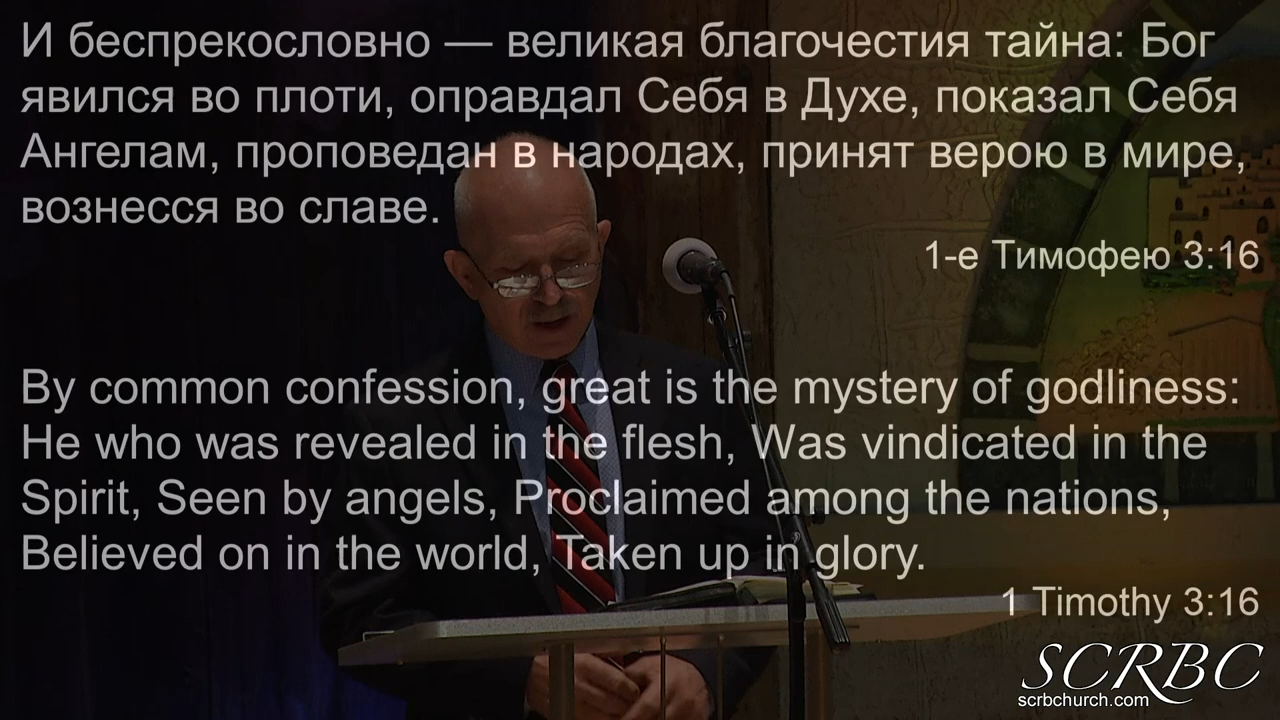 И беспрекословно — великая благочестия тайна: Бог
явился во плоти, оправдал Себя в Духе, показал Себя
Ангелам, проповедан в народах, принят верою в мире,
вознесся во славе.
1-е Тимофею 3:16
By common confession, great is the mystery of godliness:
He who was revealed in the flesh, Was vindicated in the
Spirit, Seen by angels, Proclaimed among the nations,
Believed on in the world, Taken up in glory.
1 Timothy 3:16
SCRBC
scrbchurch.com